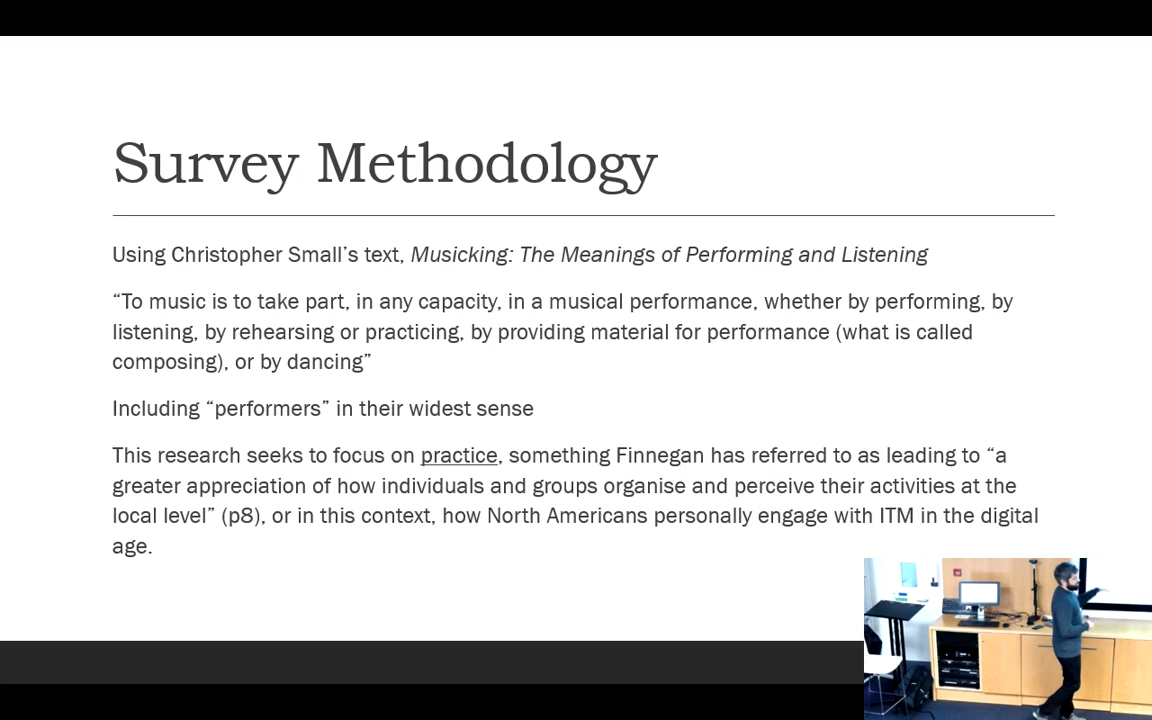 Survey Methodology
Using Christopher Small’s text, Musicking: The Meanings of Performing and Listening
“To music is to take part, in any capacity, in a musical performance, whether by performing, by
listening, by rehearsing or practicing, by providing material for performance (what is called
composing), or by dancing”
Including “performers” in their widest sense
This research seeks to focus on practice, something Finnegan has referred to as leading to “a
greater appreciation of how individuals and groups organise and perceive their activities at the
local level” (p8), or in this context, how North Americans personally engage with ITM in the digital
age.